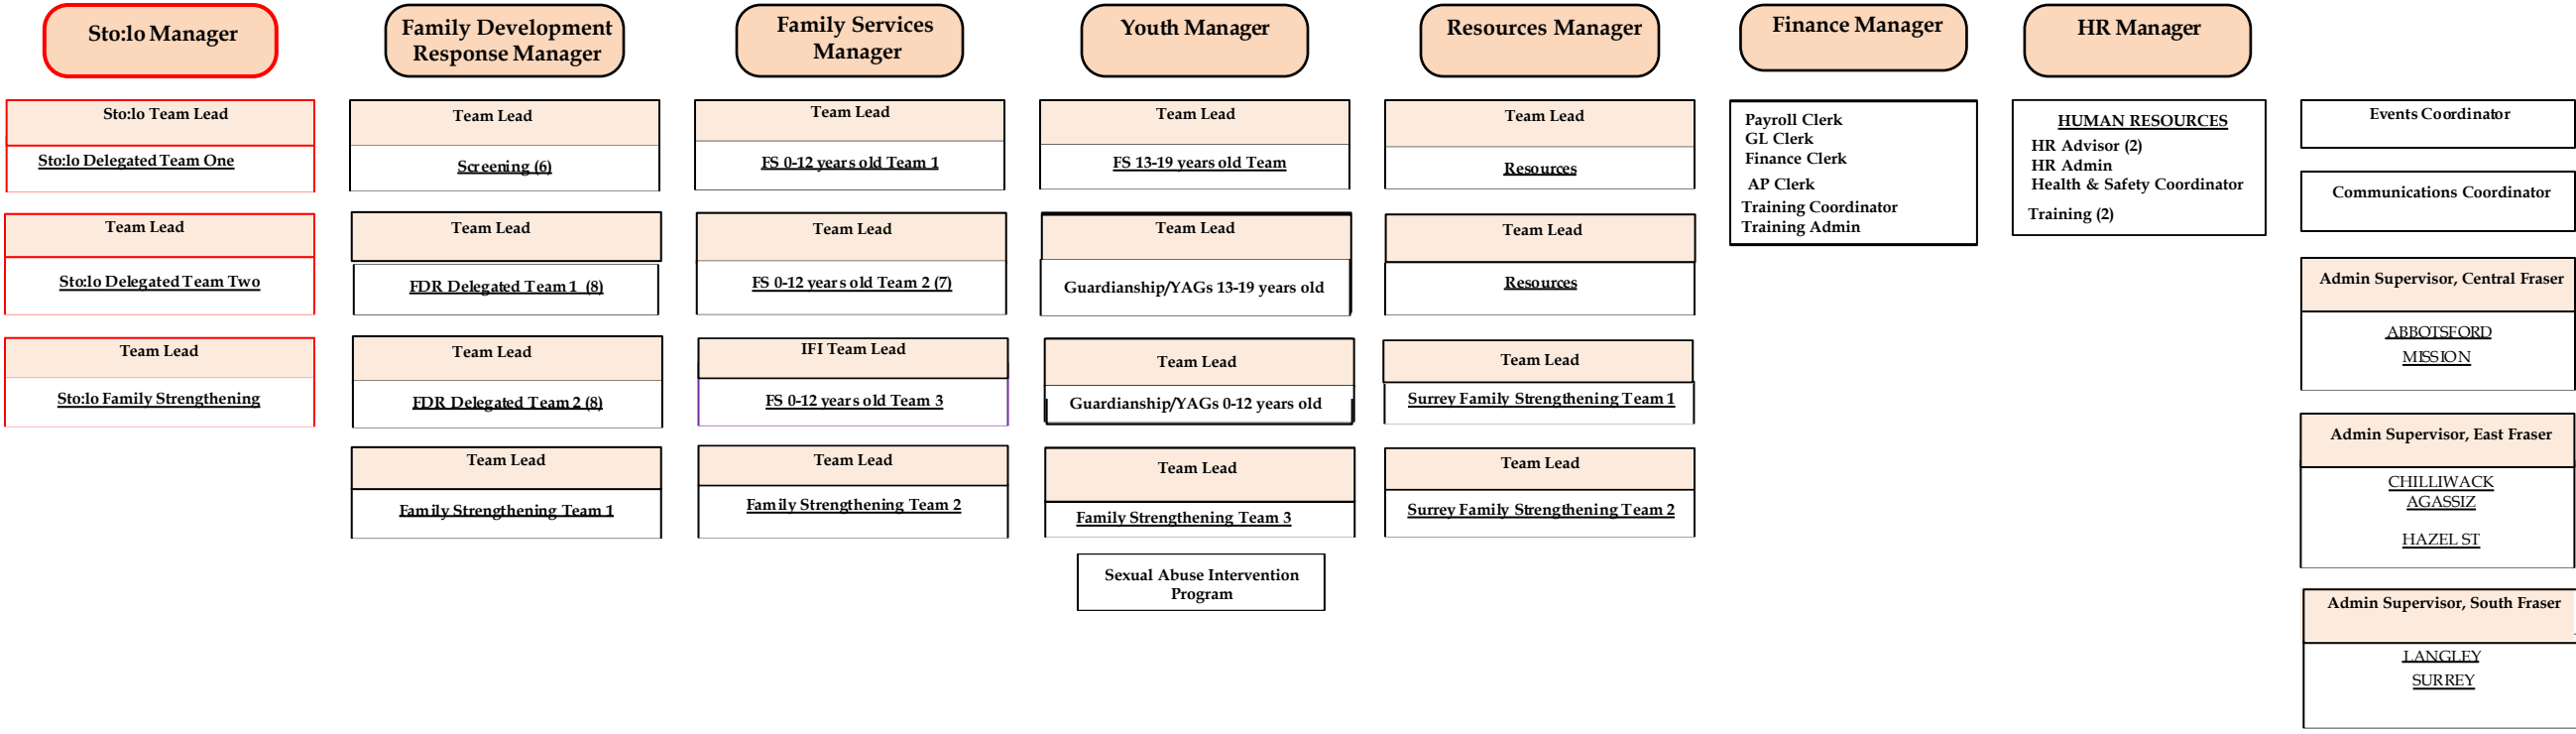 Sto:lo Manager
Sto:lo Team Lead
Sto:lo Delegated Team One
Team Lead
Sto:lo Delegated Team Two
Team Lead
Sto:lo Family Strengthening
Family Development
Response Manager
Team Lead
Screening (6)
Team Lead
FDR Delegated Team 1 (8)
Team Lead
FDR Delegated Team 2 (8)
Team Lead
Family Strengthening Team 1
Family Services
Manager
Team Lead
FS 0-12 years old Team 1
Team Lead
FS 0-12 years old Team 2 (7)
IFI Team Lead
FS 0-12 years old Team 3
Team Lead
Family Strengthening Team 2
Youth Manager
Team Lead
FS 13-19 years old Team
Team Lead
Guardianship/YAGs 13-19 years old
Team Lead
Guardianship/YAGs 0-12 years old
Team Lead
Family Strengthening Team 3
Sexual Abuse Intervention
Program
Resources Manager
Team Lead
Resources
Team Lead
Resources
Team Lead
Surrey Family Strengthening Team 1
Team Lead
Surrey Family Strengthening Team 2
Finance Manager
Payroll Clerk
GL Clerk
Finance Clerk
AP Clerk
Training Coordinator
Training Admin
HR Manager
HUMAN RESOURCES
HR Advisor (2)
HR Admin
Health & Safety Coordinator
Training (2)
Events Coordinator
Communications Coordinator
Admin Supervisor, Central Fraser
ABBOTSFORD
MISSION
Admin Supervisor, East Fraser
CHILLIWACK
AGASSIZ
HAZEL ST
Admin Supervisor, South Fraser
LANGLEY
SURREY